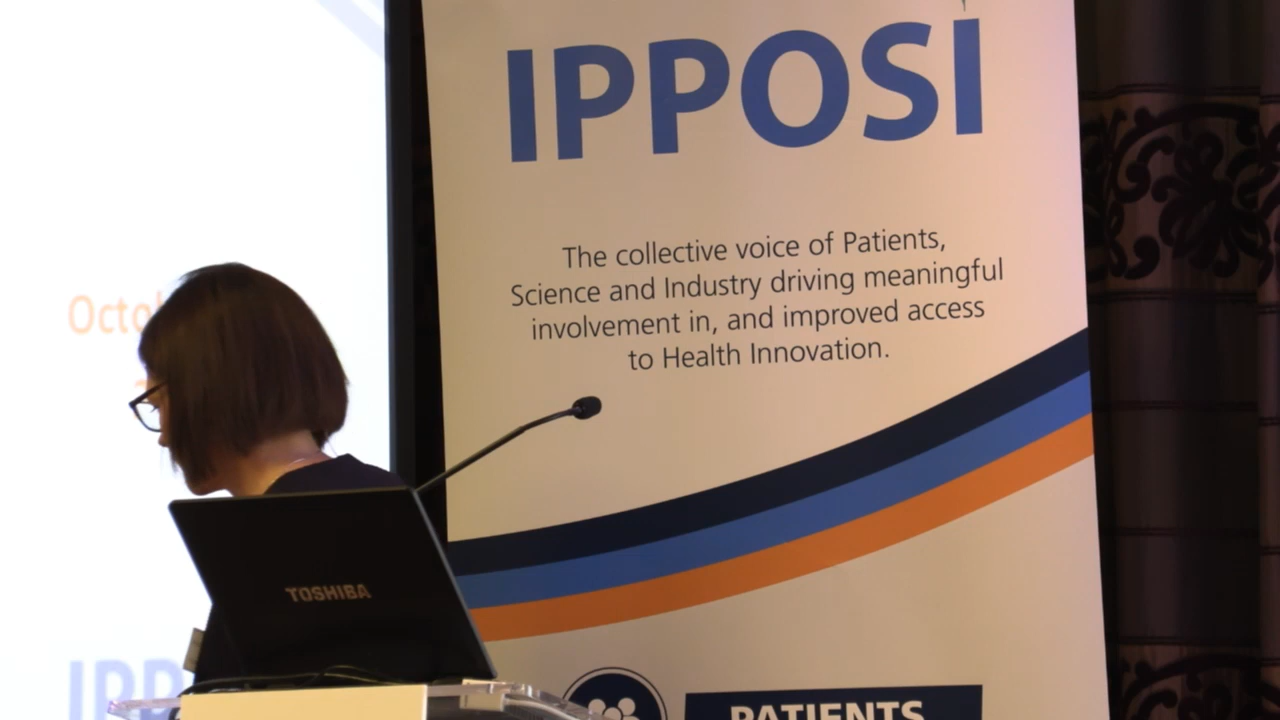 IPPOSI
The collective voice of Patients,
Science and Industry driving meaningful
involvement in, and improved access
to Health Innovation.
TOSHIBA
PATIENTS